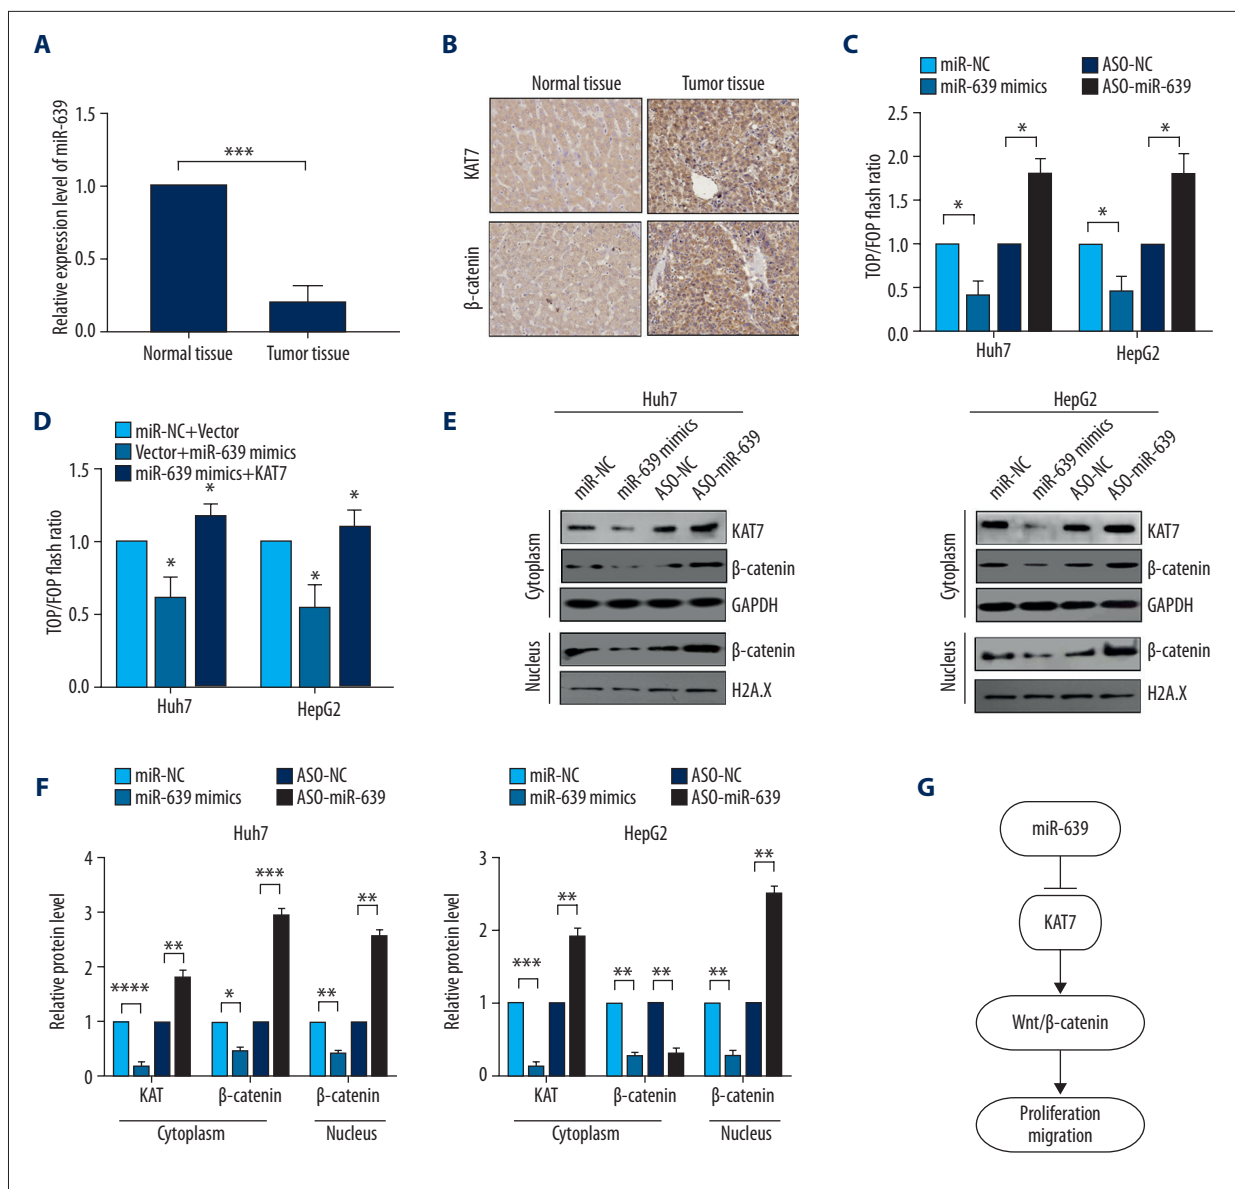 A
Relative expression level of miR-639
1.5
1.0
0.5
0.0
***
Normal tissue
Tumor tissue
B
Normal tissue
Tumor tissue
KAT7
β-catenin
C
miR-NC
ASO-NC
miR-639 mimics
ASO-miR-639
TOP/FOP flash ratio
2.5
2.0
1.5
1.0
0.5
0.0
*
*
*
*
Huh7
HepG2
D
miR-NC+Vector
Vector+miR-639 mimics
miR-639 mimics+KAT7
TOP/FOP flash ratio
1.5
1.0
0.5
0.0
*
*
*
*
Huh7
HepG2
E
Huh7
miR-NC
miR-639 mimics
ASO-NC
ASO-miR-639
Cytoplasm
KAT7
β-catenin
GAPDH
Nucleus
β-catenin
H2A.X
HepG2
miR-NC
miR-639 mimics
ASO-NC
ASO-miR-639
Cytoplasm
KAT7
β-catenin
GAPDH
Nucleus
β-catenin
H2A.X
F
miR-NC
ASO-NC
miR-639 mimics
ASO-miR-639
Huh7
Relative protein level
4
3
2
1
0
****
**
*
***
**
**
KAT
β-catenin
β-catenin
Cytoplasm
Nucleus
miR-NC
ASO-NC
miR-639 mimics
ASO-miR-639
HepG2
Relative protein level
3
2
1
0
***
**
**
**
**
**
KAT
β-catenin
β-catenin
Cytoplasm
Nucleus
G
miR-639
KAT7
Wnt/β-catenin
Proliferation
migration